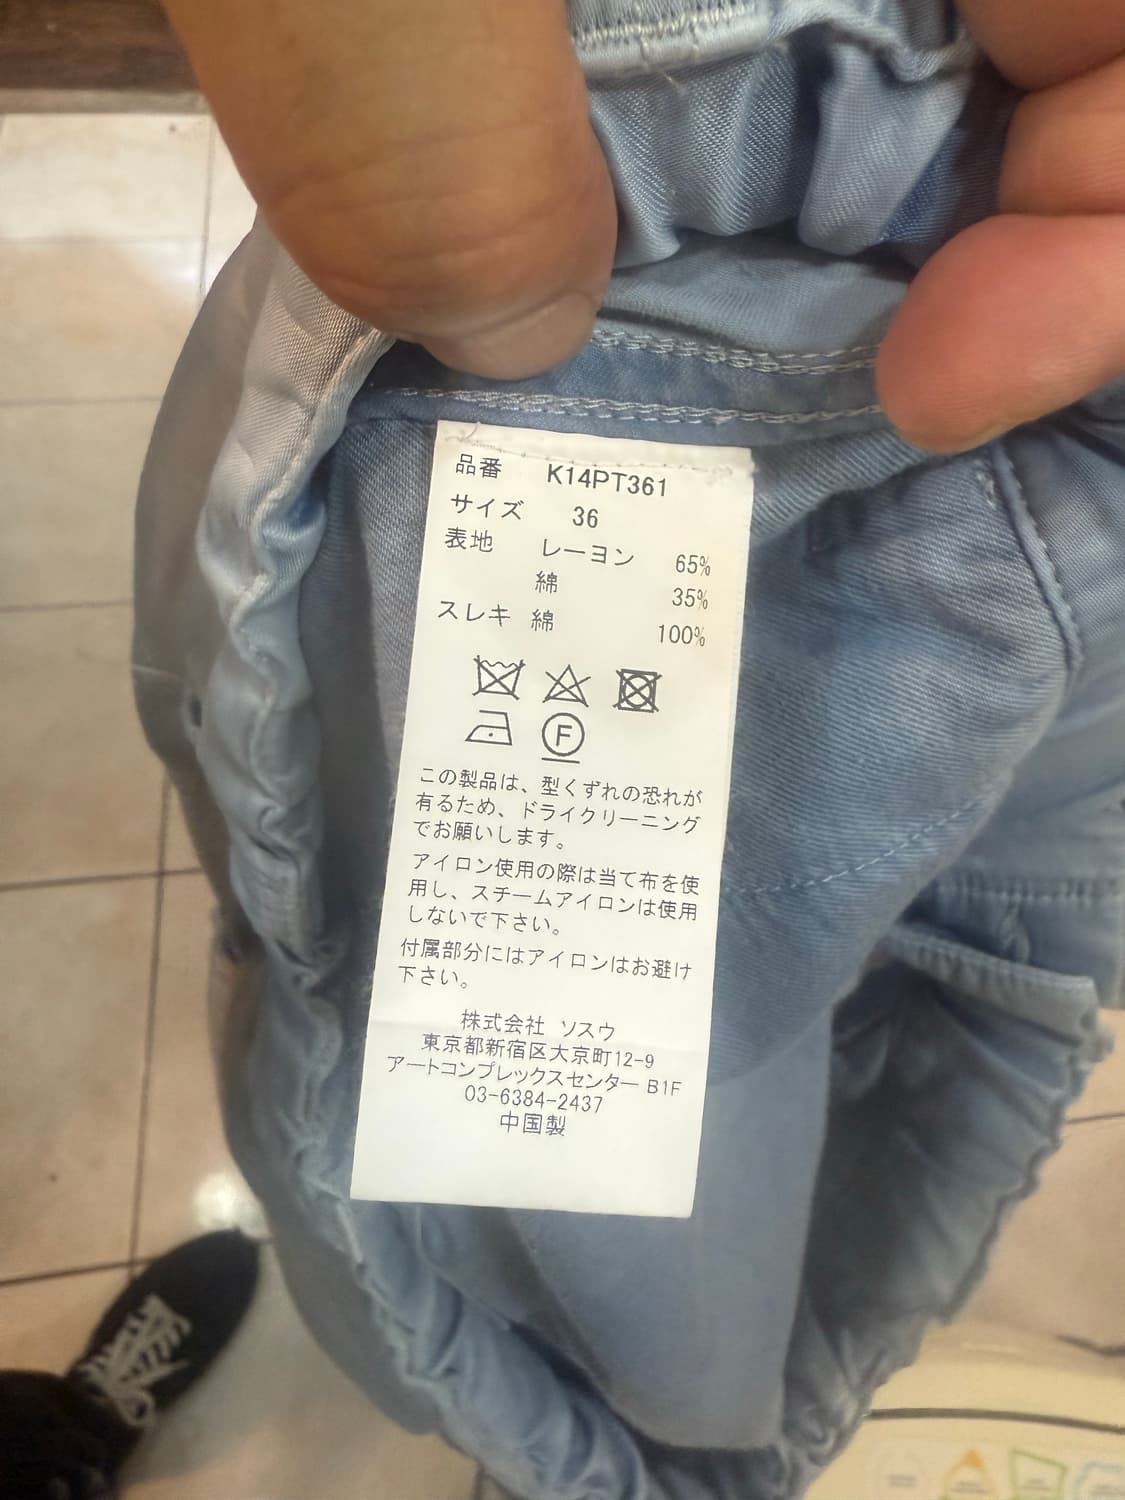 品番 K14PT361
サイズ 36
表地 レーヨン 65%
綿 35%
スレキ 綿 100%
F
この製品は、型くずれの恐れが
有るため、ドライクリーニング
でお願いします。
アイロン使用の際は当て布を使
用し、スチームアイロンは使用
しないで下さい。
付属部分にはアイロンはお避け
下さい。
株式会社 ソスウ
東京都新宿区大京町12-9
アートコンプレックスセンター B1F
03-6384-2437
中国製